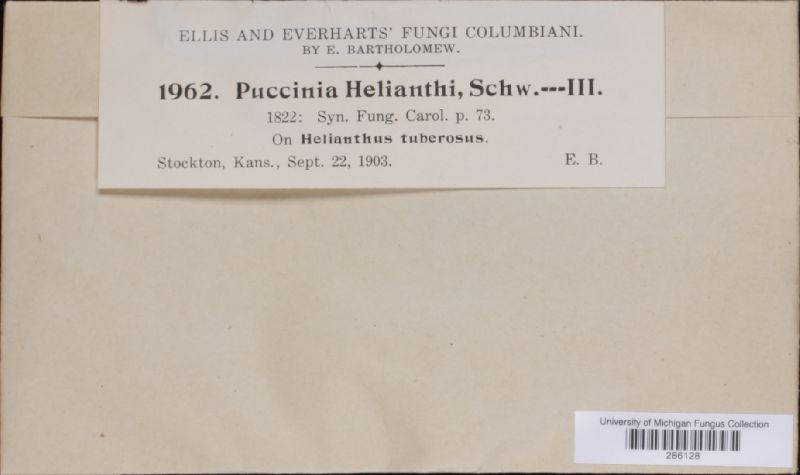 ELLIS AND EVERHARTS' FUNGI COLUMBIANI.
BY E. BARTHOLOMEW.
1962. Puccinia Helianthi, Schw.---III.
1822: Syn. Fung. Carol. p. 73.
On Helianthus tuberosus.
Stockton, Kans., Sept. 22, 1903. E. B.
University of Michigan Fungus Collection
286128